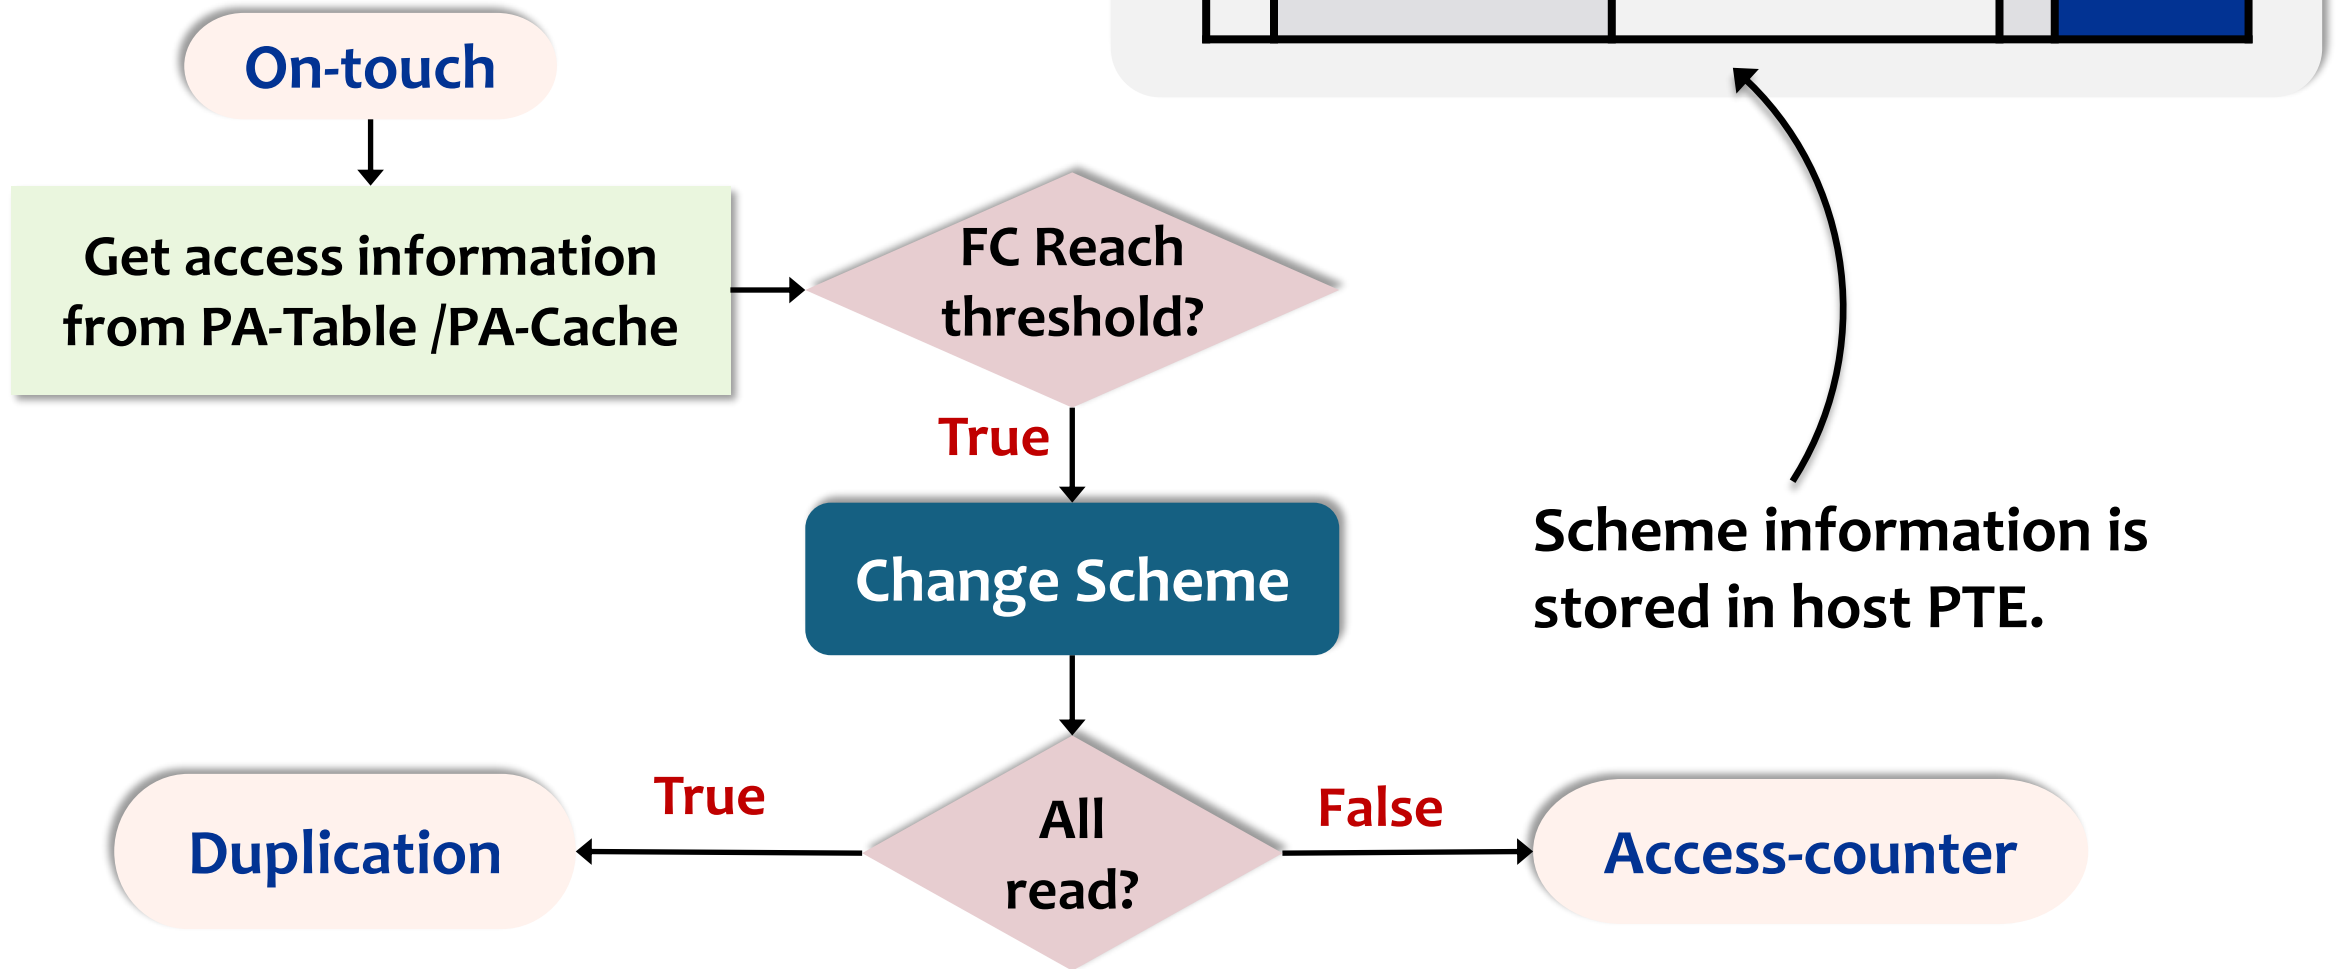 On-touch
Get access information
from PA-Table /PA-Cache
FC Reach
threshold?
True
Change Scheme
Scheme information is
stored in host PTE.
True
All
read?
False
Duplication
Access-counter